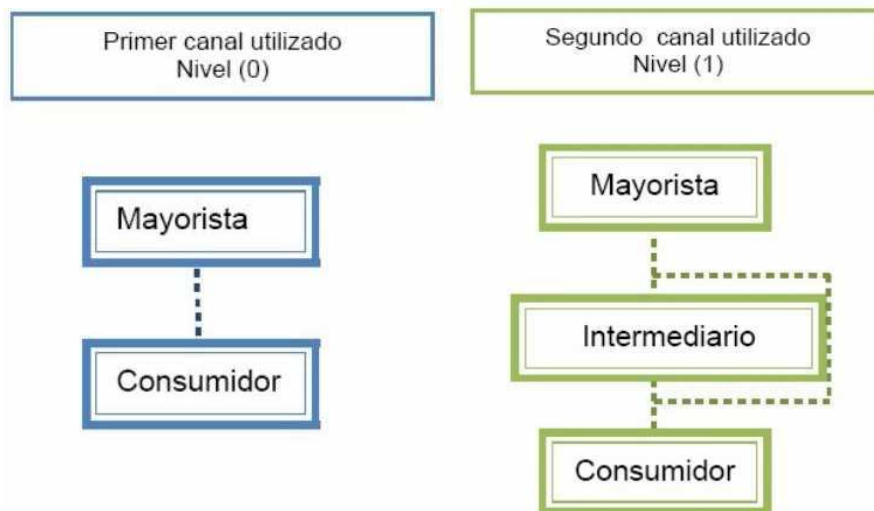 Primer canal utilizado
Nivel (0)
Mayorista
Consumidor
Segundo canal utilizado
Nivel (1)
Mayorista
Intermediario
Consumidor